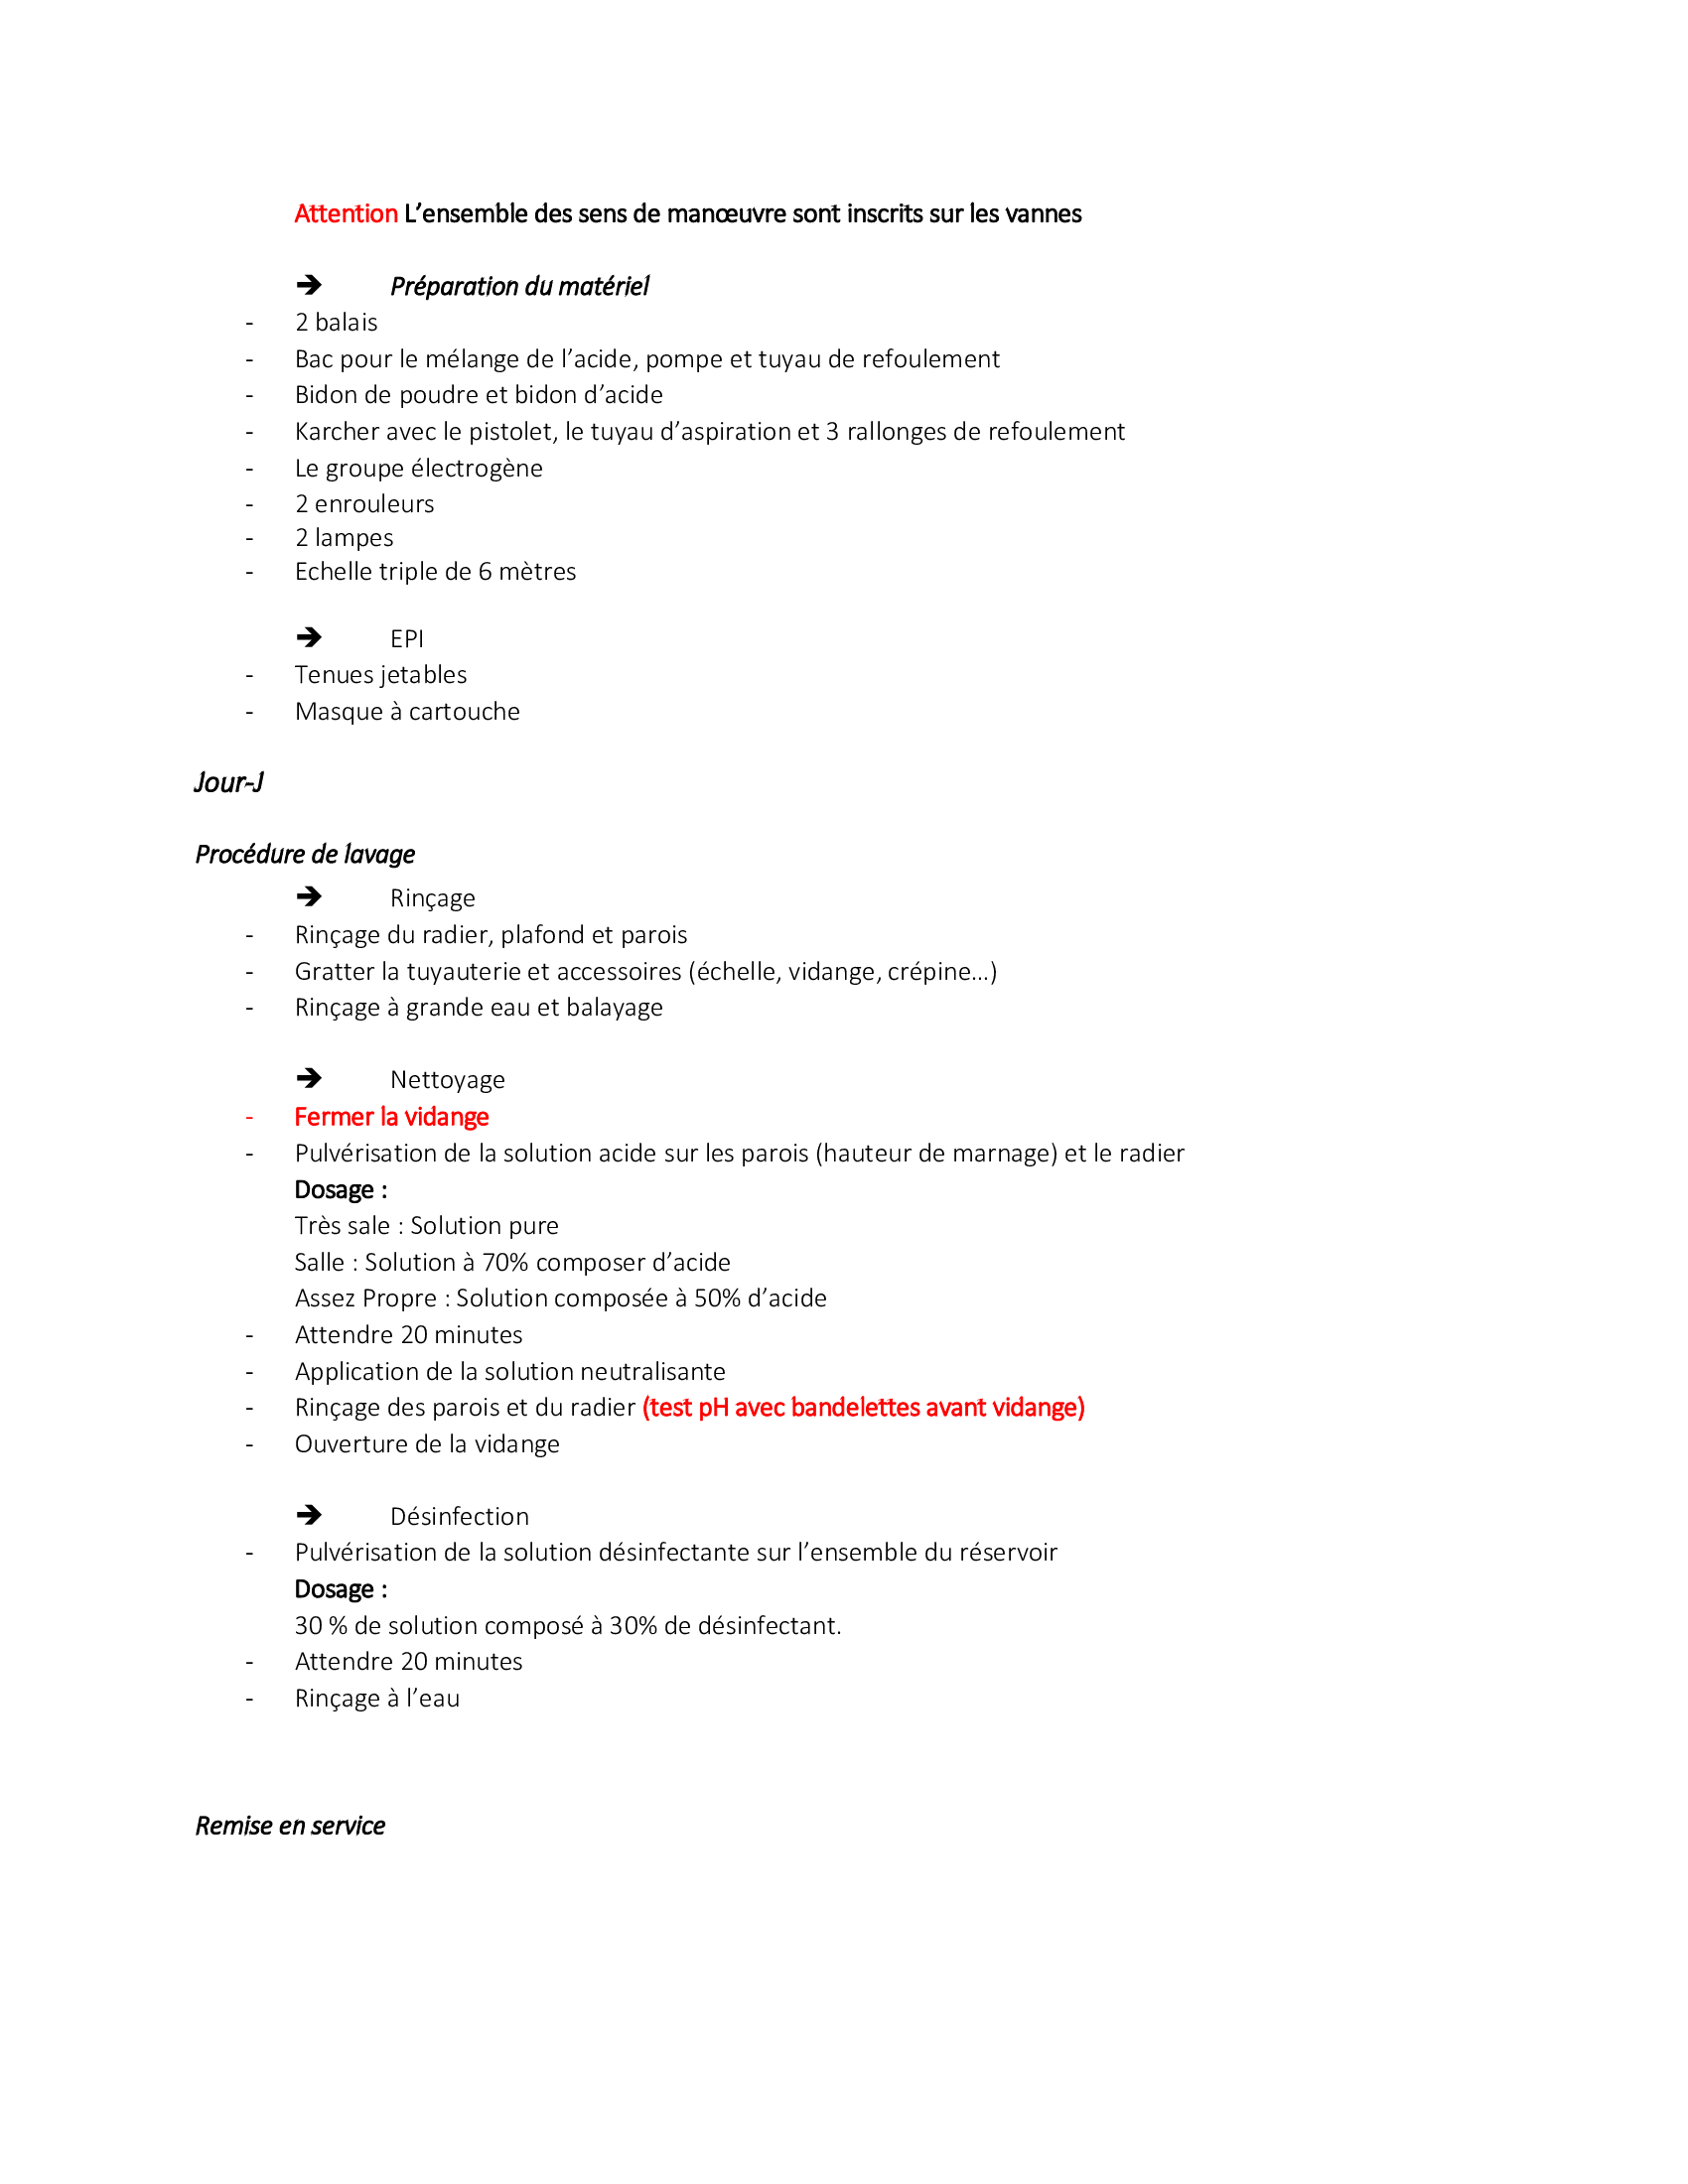 Attention L’ensemble des sens de manœuvre sont inscrits sur les vannes
➔ Préparation du matériel
- 2 balais
- Bac pour le mélange de l’acide, pompe et tuyau de refoulement
- Bidon de poudre et bidon d’acide
- Karcher avec le pistolet, le tuyau d’aspiration et 3 rallonges de refoulement
- Le groupe électrogène
- 2 enrouleurs
- 2 lampes
- Echelle triple de 6 mètres
➔ EPI
- Tenues jetables
- Masque à cartouche
Jour-J
Procédure de lavage
➔ Rinçage
- Rinçage du radier, plafond et parois
- Gratter la tuyauterie et accessoires (échelle, vidange, crépine…)
- Rinçage à grande eau et balayage
➔ Nettoyage
- Fermer la vidange
- Pulvérisation de la solution acide sur les parois (hauteur de marnage) et le radier
Dosage :
Très sale : Solution pure
Salle : Solution à 70% composer d’acide
Assez Propre : Solution composée à 50% d’acide
- Attendre 20 minutes
- Application de la solution neutralisante
- Rinçage des parois et du radier (test pH avec bandelettes avant vidange)
- Ouverture de la vidange
➔ Désinfection
- Pulvérisation de la solution désinfectante sur l’ensemble du réservoir
Dosage :
30 % de solution composé à 30% de désinfectant.
- Attendre 20 minutes
- Rinçage à l’eau
Remise en service